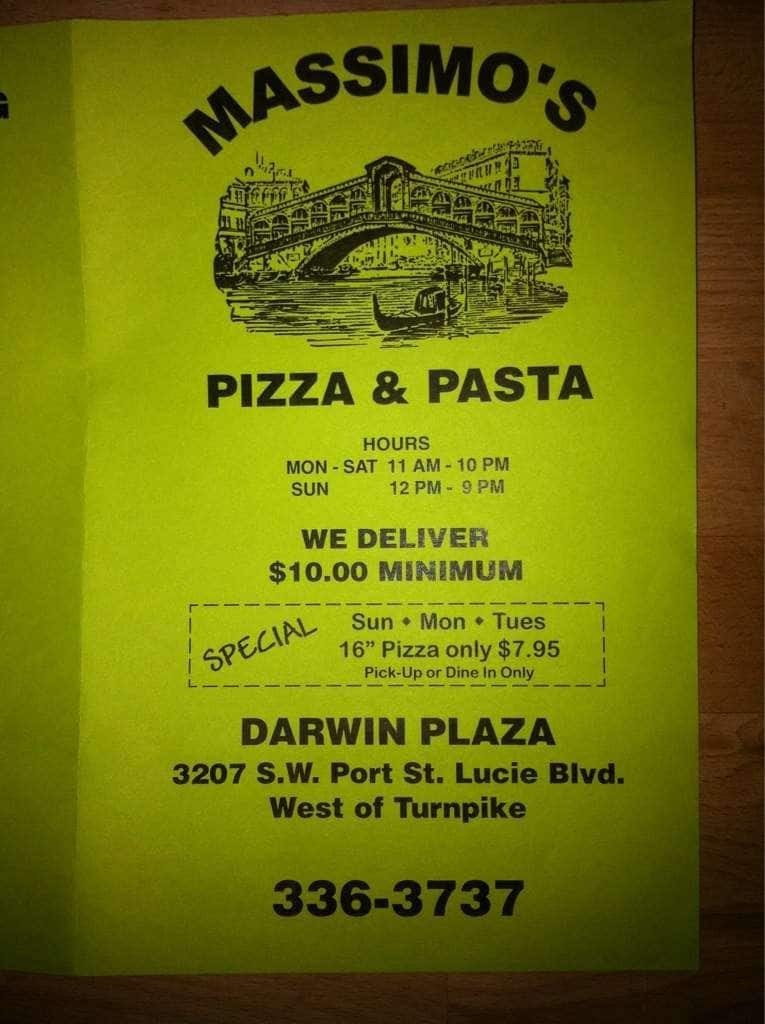 MASSIMO'S
PIZZA & PASTA
HOURS
MON - SAT 11 AM - 10 PM
SUN 12 PM - 9 PM
WE DELIVER
$10.00 MINIMUM
SPECIAL
Sun • Mon • Tues
16” Pizza only $7.95
Pick-Up or Dine In Only
DARWIN PLAZA
3207 S.W. Port St. Lucie Blvd.
West of Turnpike
336-3737